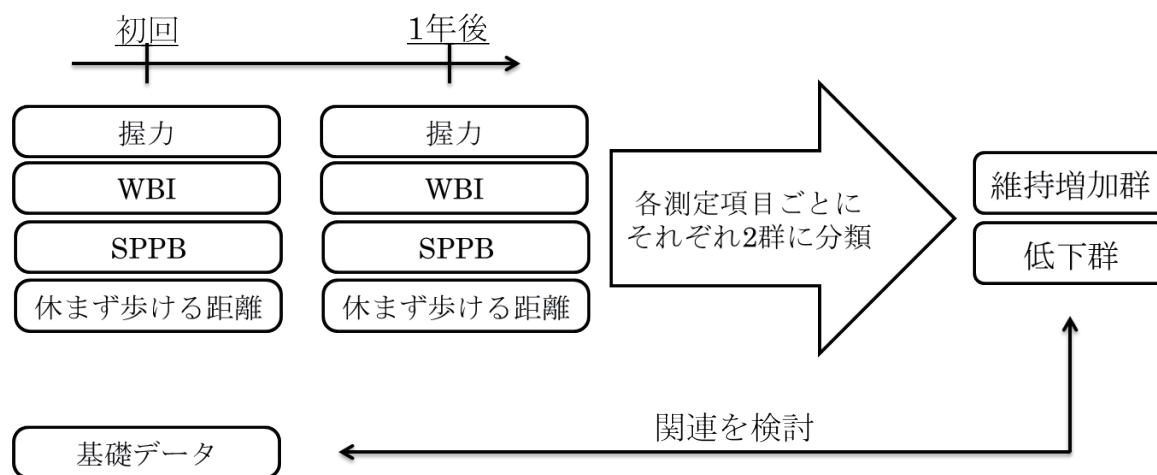 初回
1年後
握力
WBI
SPPB
休まず歩ける距離
握力
WBI
SPPB
休まず歩ける距離
各測定項目ごとに
それぞれ2群に分類
維持増加群
低下群
関連を検討
基礎データ